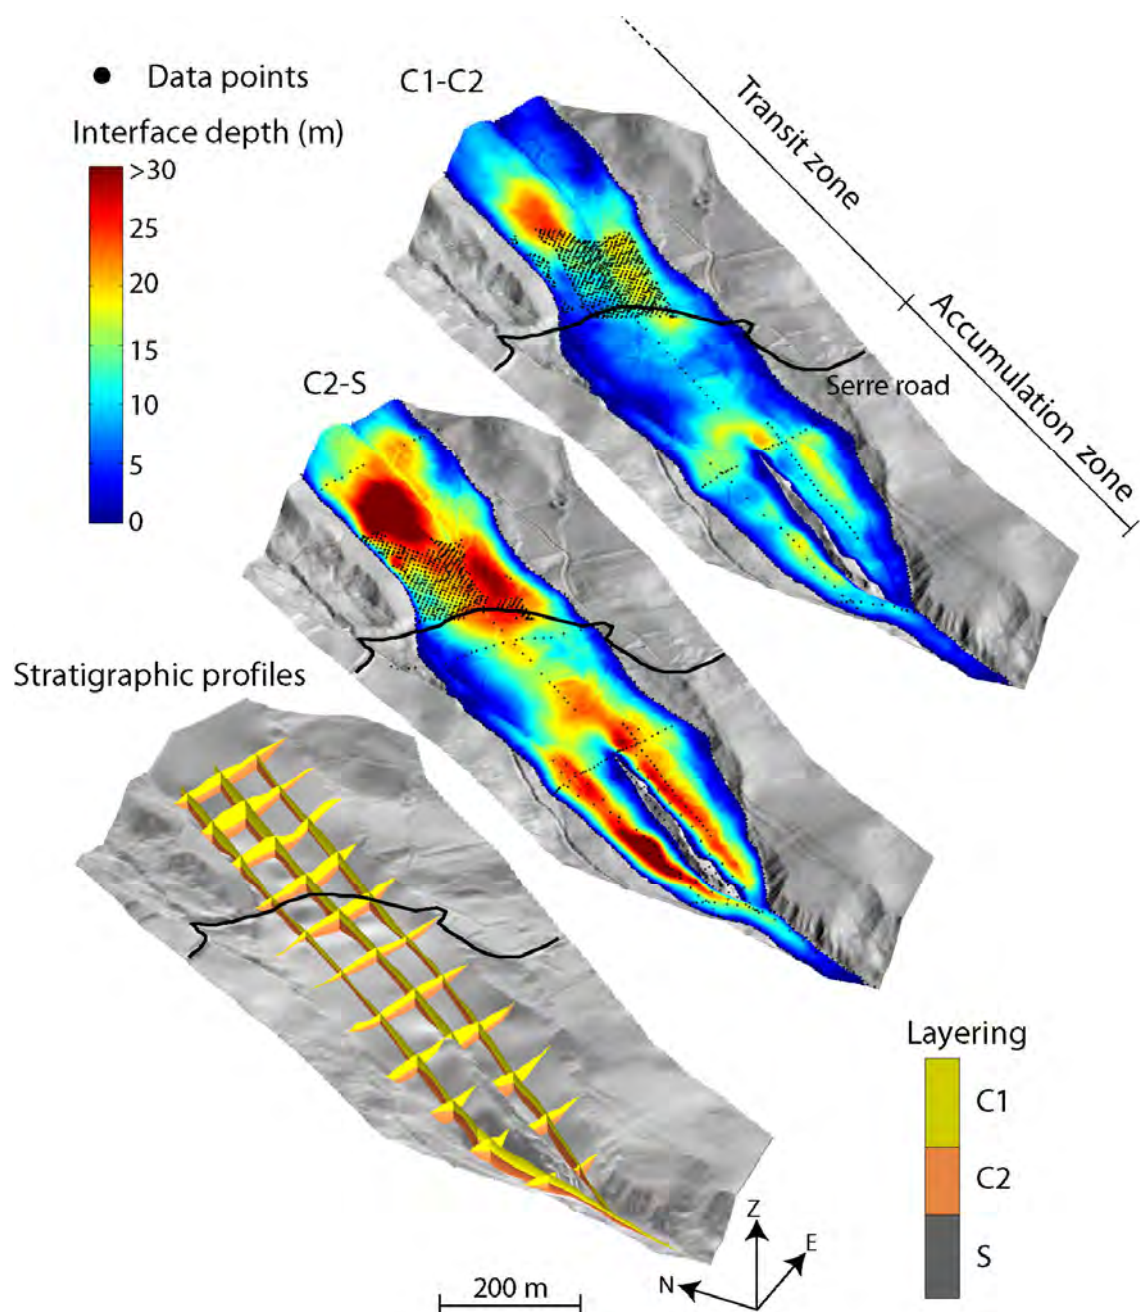 Data points
C1-C2
Interface depth (m)
>30
25
20
15
10
5
0
Transit zone
Accumulation zone
Serre road
C2-S
Stratigraphic profiles
Layering
C1
C2
S
Z
E
N
200 m